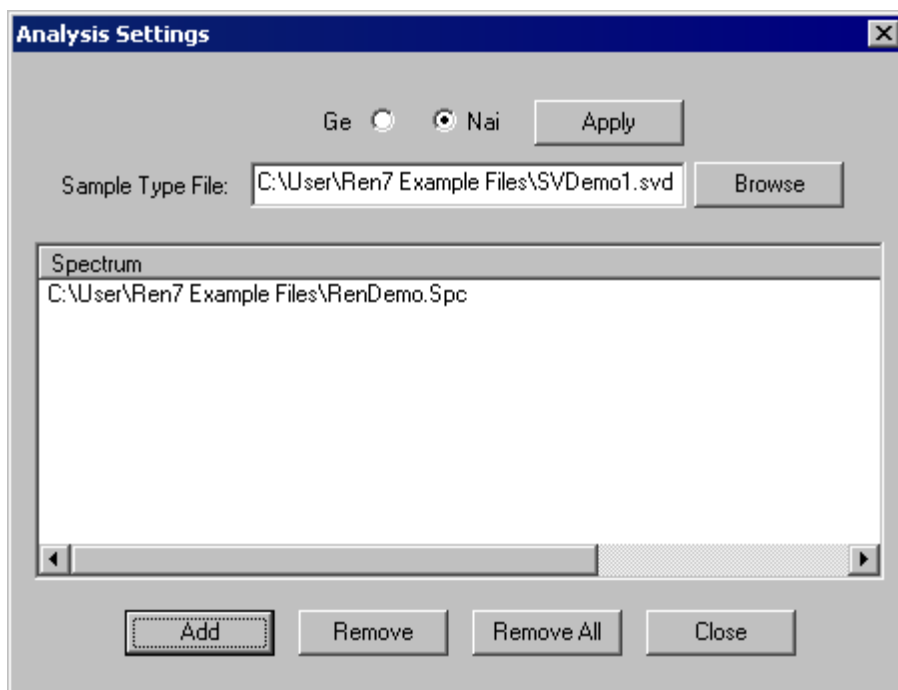 Analysis Settings
Ge Nai Apply
Sample Type File: C:\User\Ren7 Example Files\SVDemo1.svd Browse
Spectrum
C:\User\Ren7 Example Files\RenDemo.Spc
Add Remove Remove All Close